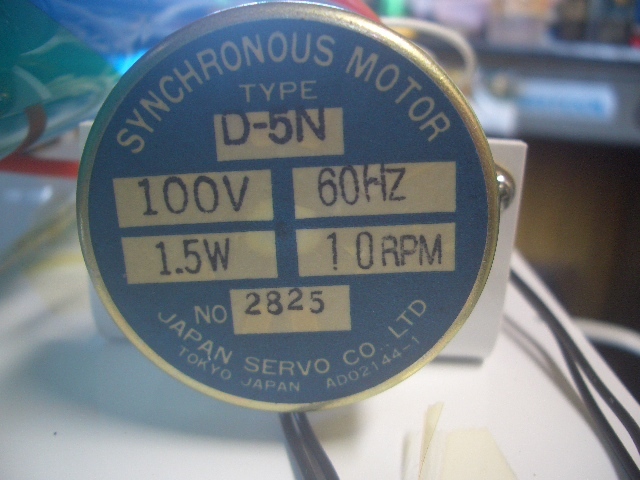 SYNCHRONOUS MOTOR
TYPE
D-5N
100V 60HZ
1.5W 10RPM
NO 2825
JAPAN SERVO CO., LTD
TOKYO JAPAN AD02144-1